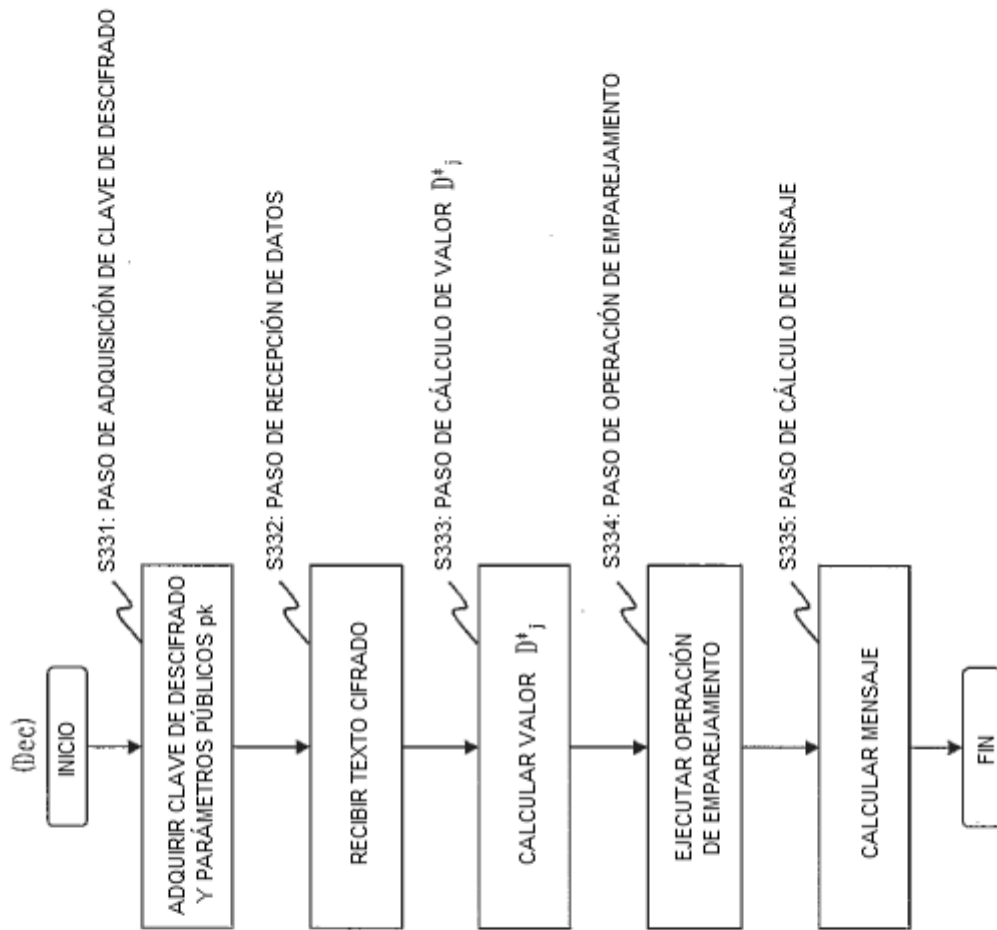 (Dec)
INICIO
S331: PASO DE ADQUISICIÓN DE CLAVE DE DESCIFRADO
ADQUIRIR CLAVE DE DESCIFRADO
Y PARÁMETROS PÚBLICOS pk
S332: PASO DE RECEPCIÓN DE DATOS
RECIBIR TEXTO CIFRADO
S333: PASO DE CÁLCULO DE VALOR 𝔻*j
CALCULAR VALOR 𝔻*j
S334: PASO DE OPERACIÓN DE EMPAREJAMIENTO
EJECUTAR OPERACIÓN
DE EMPAREJAMIENTO
S335: PASO DE CÁLCULO DE MENSAJE
CALCULAR MENSAJE
FIN